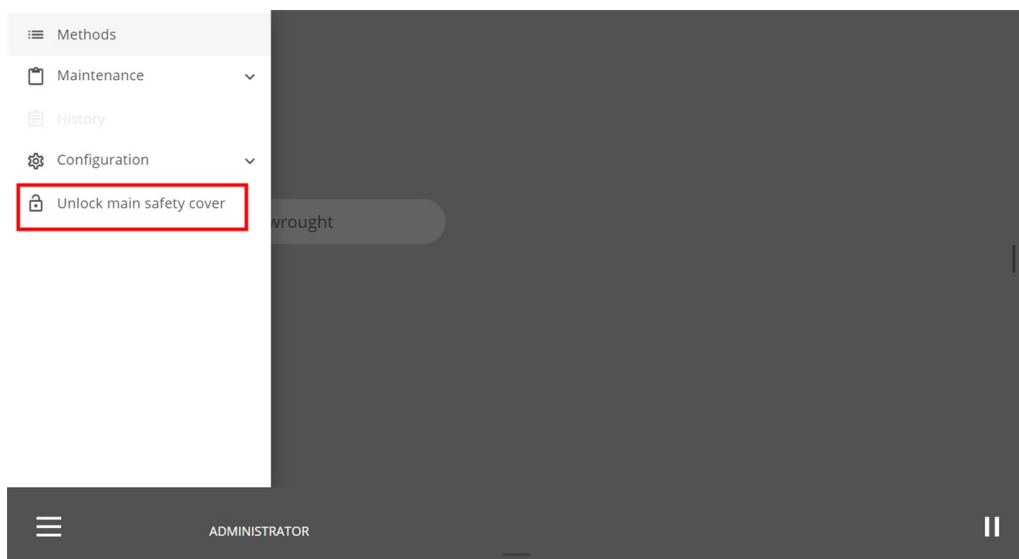 Methods
Maintenance
History
Configuration
Unlock main safety cover
wrought
ADMINISTRATOR